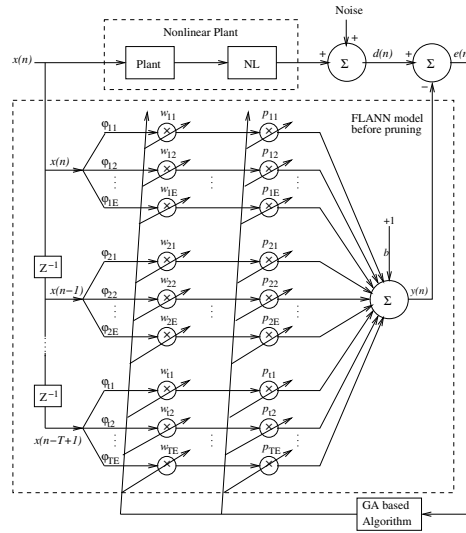 Noise
Nonlinear Plant
x(n)
Plant
NL
+
+
Σ
d(n)
+
Σ
e(n
−
FLANN model
before pruning
φ11
w11
p11
x(n)
φ12
w12
p12
φ1E
w1E
p1E
Z⁻¹
φ21
w21
p21
+1
b
x(n−1)
φ22
w22
p22
Σ
y(n)
φ2E
w2E
p2E
Z⁻¹
φt1
wt1
pt1
x(n−T+1)
φt2
wt2
pt2
φTE
wTE
pTE
GA based
Algorithm